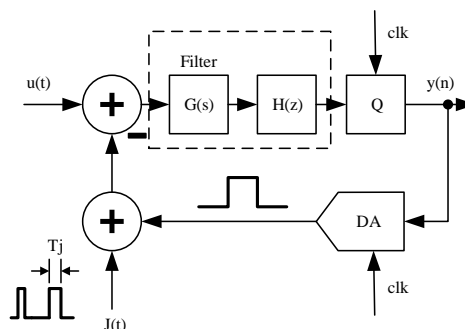 clk
Filter
u(t)
y(n)
+
G(s)
H(z)
Q
-
+
DA
Tj
clk
J(t)